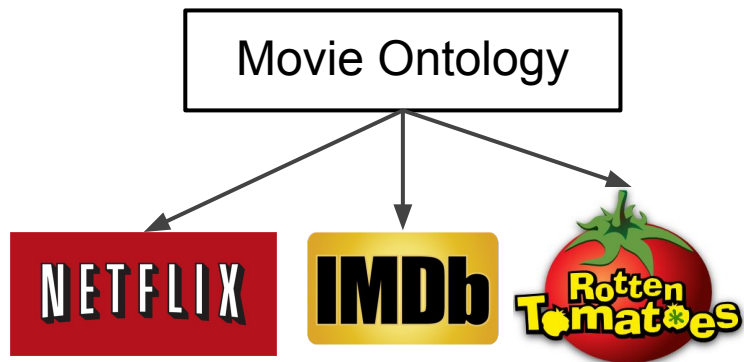 Movie Ontology
NETFLIX
IMDb
Rotten
Tomatoes